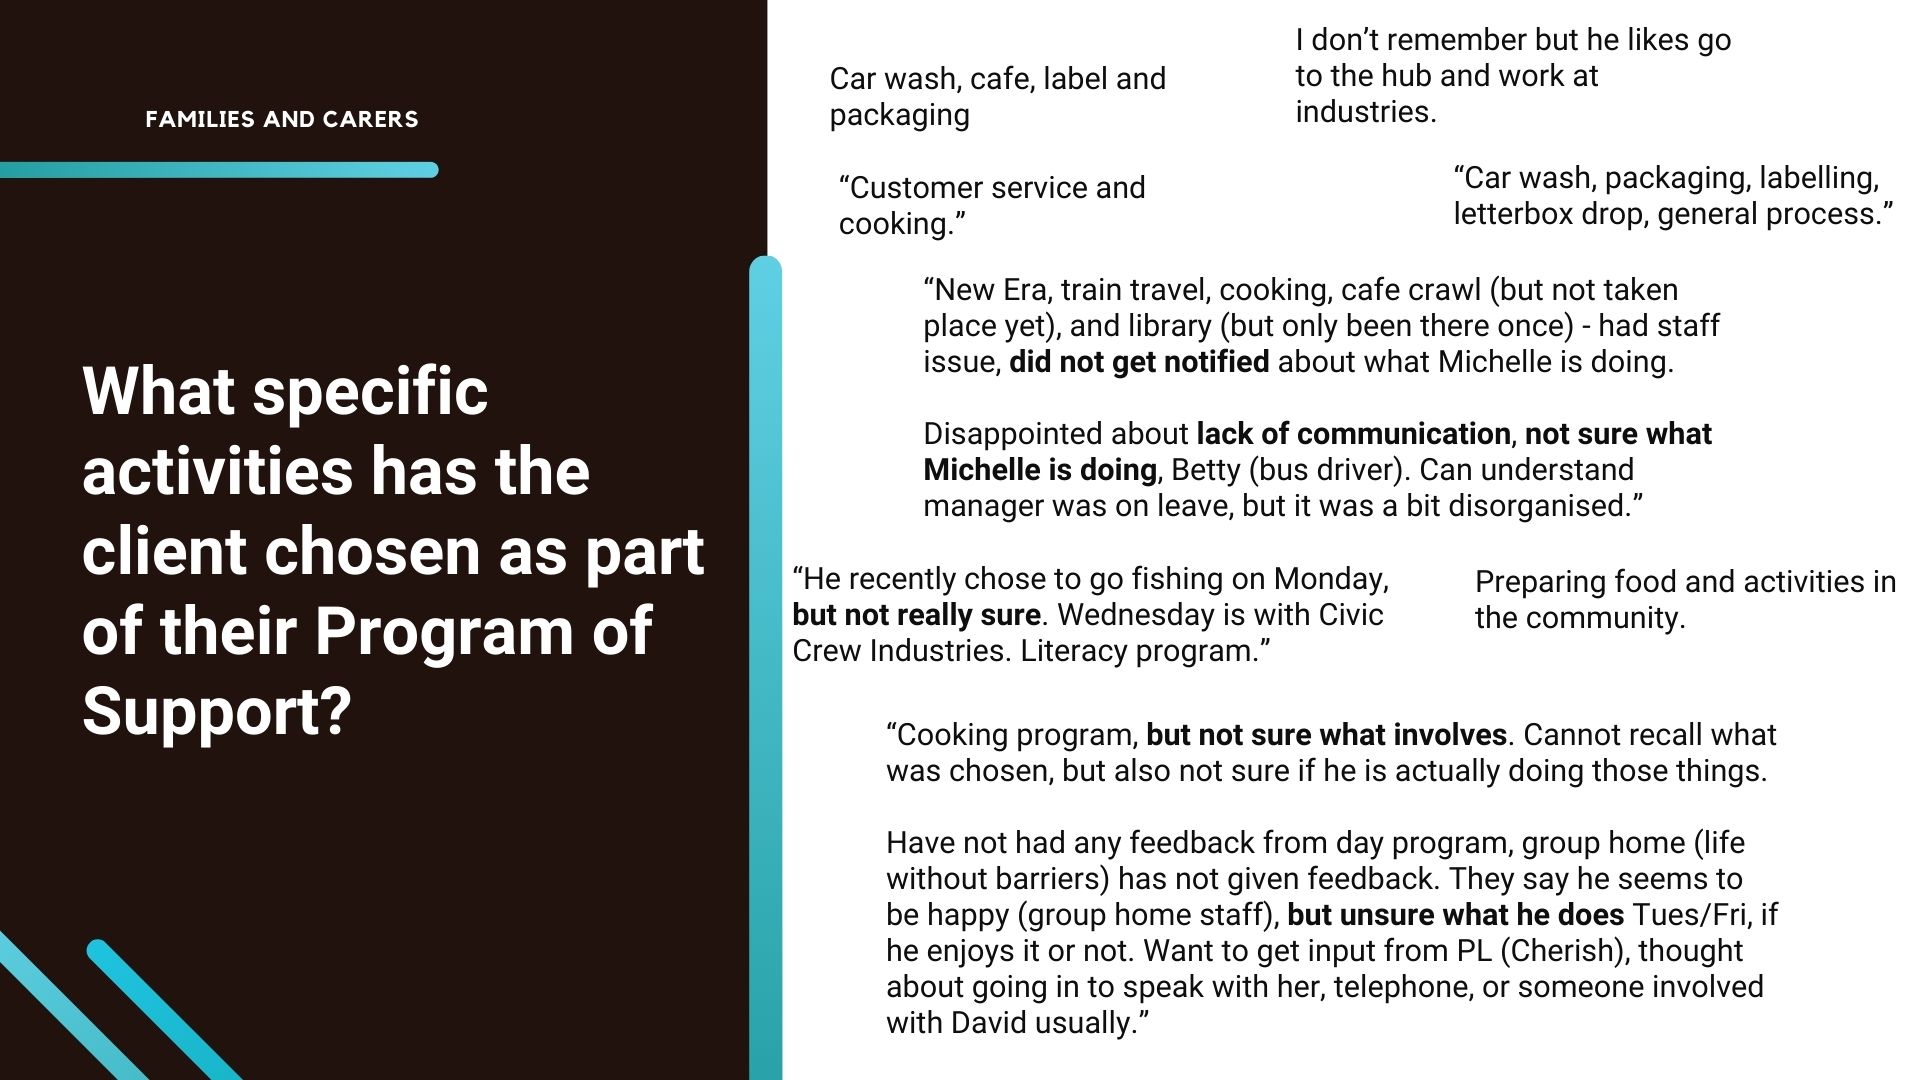 FAMILIES AND CARERS
What specific
activities has the
client chosen as part
of their Program of
Support?
Car wash, cafe, label and
packaging
I don’t remember but he likes go
to the hub and work at
industries.
“Customer service and
cooking.”
“Car wash, packaging, labelling,
letterbox drop, general process.”
“New Era, train travel, cooking, cafe crawl (but not taken
place yet), and library (but only been there once) - had staff
issue, did not get notified about what Michelle is doing.
Disappointed about lack of communication, not sure what
Michelle is doing, Betty (bus driver). Can understand
manager was on leave, but it was a bit disorganised.”
“He recently chose to go fishing on Monday,
but not really sure. Wednesday is with Civic
Crew Industries. Literacy program.”
Preparing food and activities in
the community.
“Cooking program, but not sure what involves. Cannot recall what
was chosen, but also not sure if he is actually doing those things.
Have not had any feedback from day program, group home (life
without barriers) has not given feedback. They say he seems to
be happy (group home staff), but unsure what he does Tues/Fri, if
he enjoys it or not. Want to get input from PL (Cherish), thought
about going in to speak with her, telephone, or someone involved
with David usually.”